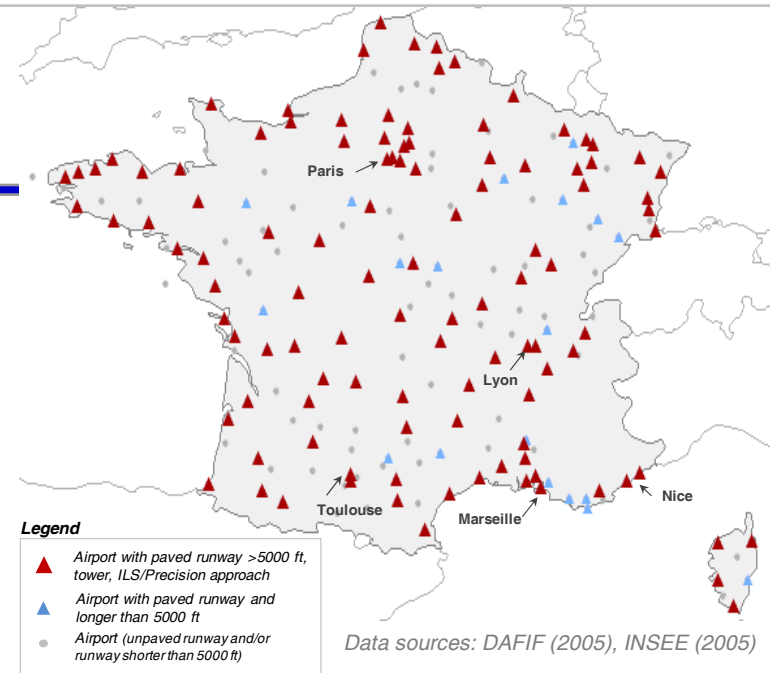 Paris
Lyon
Toulouse
Marseille
Nice
Legend
Airport with paved runway >5000 ft,
tower, ILS/Precision approach
Airport with paved runway and
longer than 5000 ft
Airport (unpaved runway and/or
runway shorter than 5000 ft)
Data sources: DAFIF (2005), INSEE (2005)